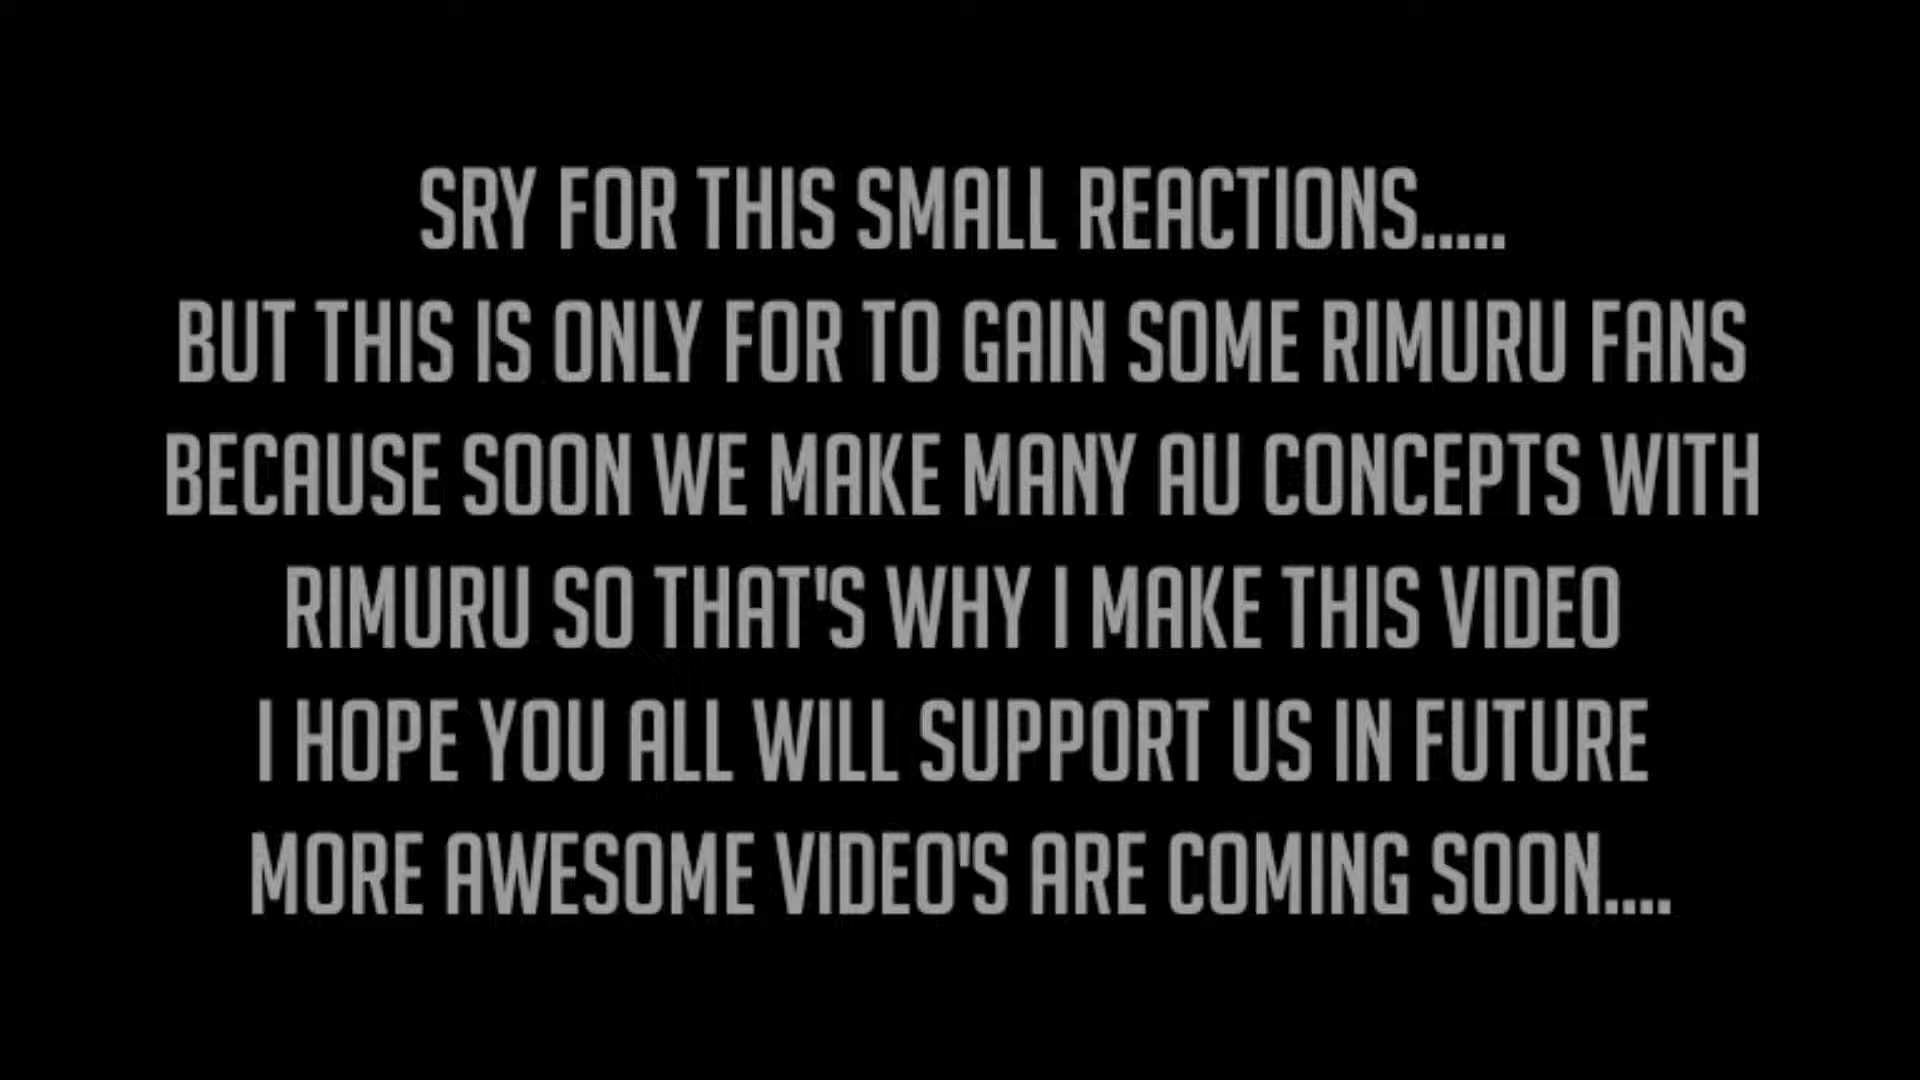 SRY FOR THIS SMALL REACTIONS.....
BUT THIS IS ONLY FOR TO GAIN SOME RIMURU FANS
BECAUSE SOON WE MAKE MANY AU CONCEPTS WITH
RIMURU SO THAT'S WHY I MAKE THIS VIDEO
I HOPE YOU ALL WILL SUPPORT US IN FUTURE
MORE AWESOME VIDEO'S ARE COMING SOON....